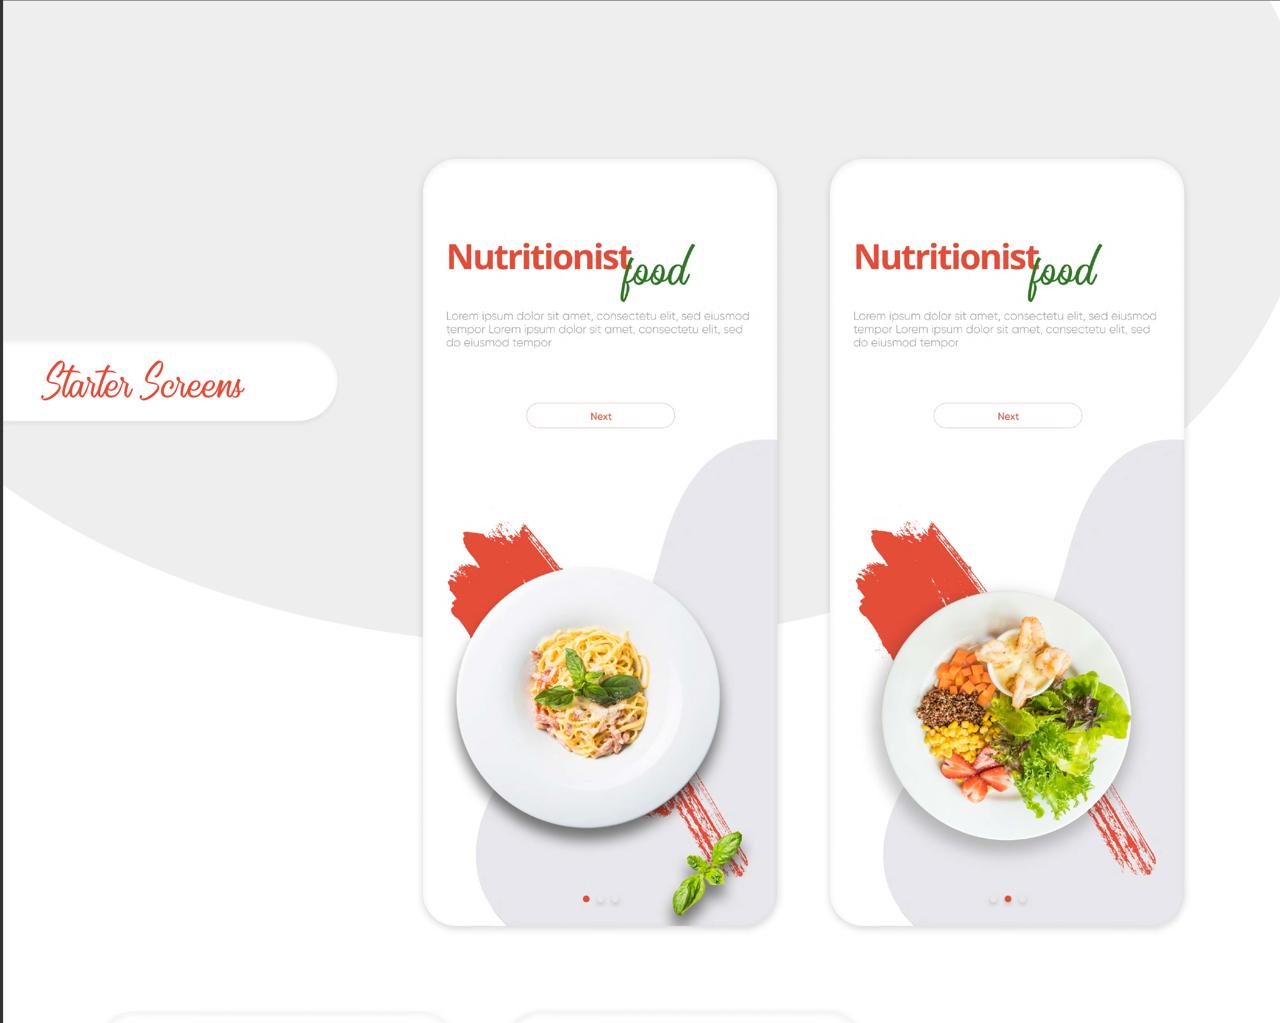 Starter Screens
Nutritionist
food
Lorem ipsum dolor sit amet, consectetu elit, sed eiusmod
tempor Lorem ipsum dolor sit amet, consectetu elit, sed
do eiusmod tempor
Next
Nutritionist
food
Lorem ipsum dolor sit amet, consectetu elit, sed eiusmod
tempor Lorem ipsum dolor sit amet, consectetu elit, sed
do eiusmod tempor
Next